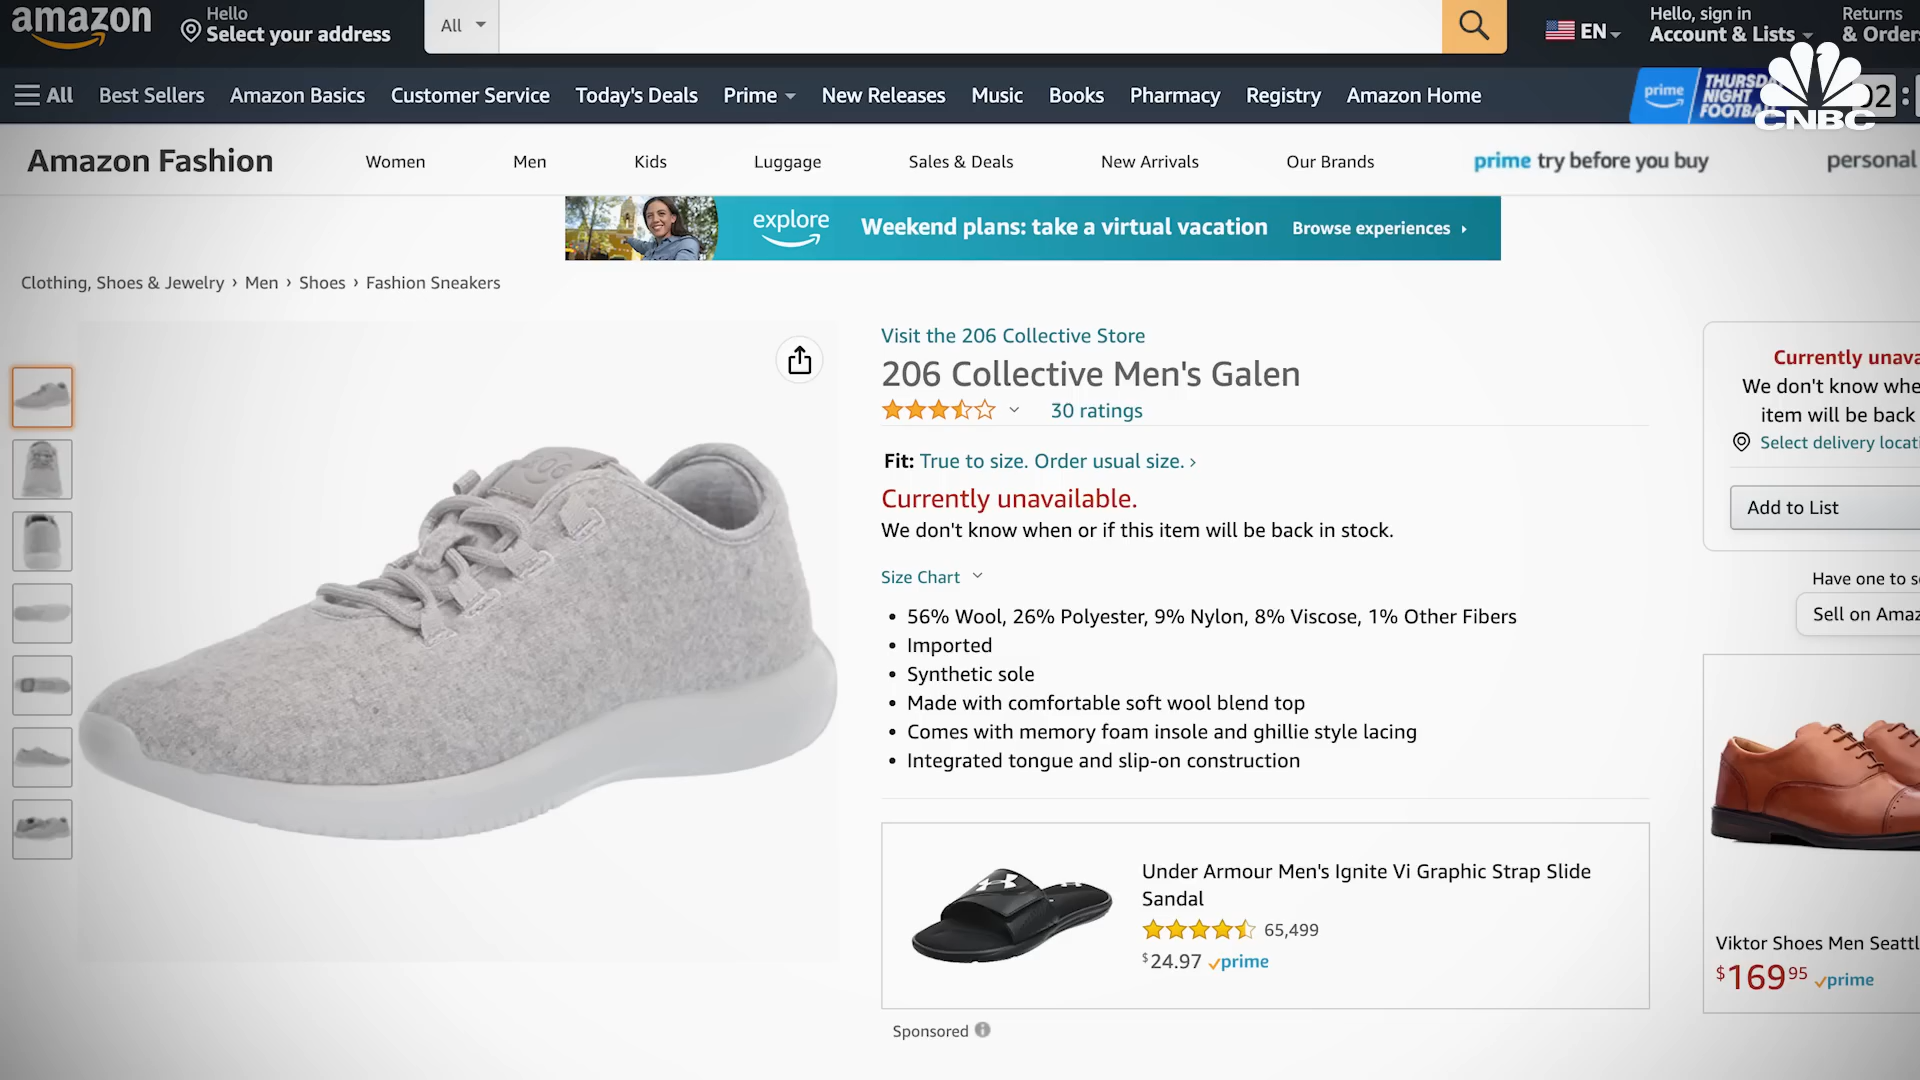 amazon
Hello
Select your address
All
EN
Hello, sign in
Account & Lists
Returns
& Orders
All Best Sellers Amazon Basics Customer Service Today's Deals Prime New Releases Music Books Pharmacy Registry Amazon Home
prime
THURSDAY
NIGHT
FOOTBALL
02 :
CNBC
Amazon Fashion Women Men Kids Luggage Sales & Deals New Arrivals Our Brands prime try before you buy personal
explore Weekend plans: take a virtual vacation Browse experiences
Clothing, Shoes & Jewelry › Men › Shoes › Fashion Sneakers
206
Visit the 206 Collective Store
206 Collective Men's Galen
30 ratings
Fit: True to size. Order usual size. ›
Currently unavailable.
We don't know when or if this item will be back in stock.
Size Chart
• 56% Wool, 26% Polyester, 9% Nylon, 8% Viscose, 1% Other Fibers
• Imported
• Synthetic sole
• Made with comfortable soft wool blend top
• Comes with memory foam insole and ghillie style lacing
• Integrated tongue and slip-on construction
Under Armour Men's Ignite Vi Graphic Strap Slide
Sandal
65,499
$24.97 prime
Sponsored
Currently unava
We don't know whe
item will be back
Select delivery locati
Add to List
Have one to s
Sell on Amaz
Viktor Shoes Men Seattl
$169 95 prime